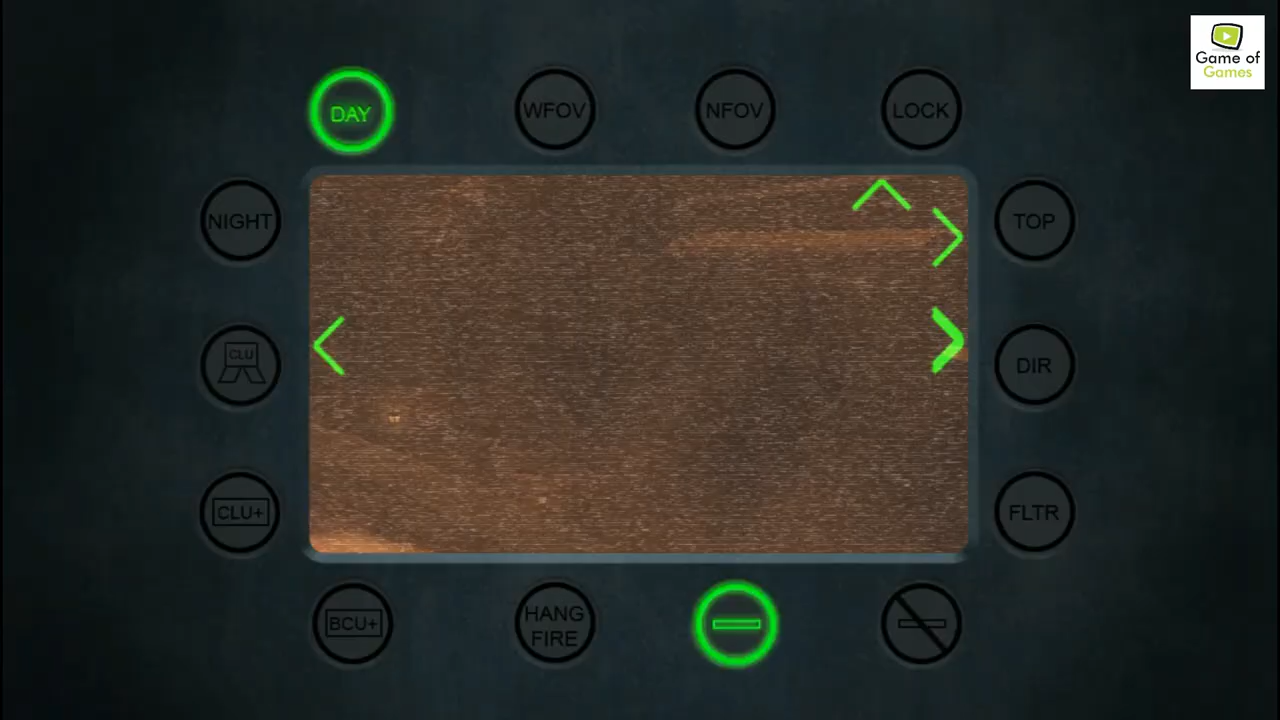 Game of
Games
DAY
WFOV
NFOV
LOCK
NIGHT
TOP
CLU
DIR
CLU+
FLTR
BCU+
HANG
FIRE